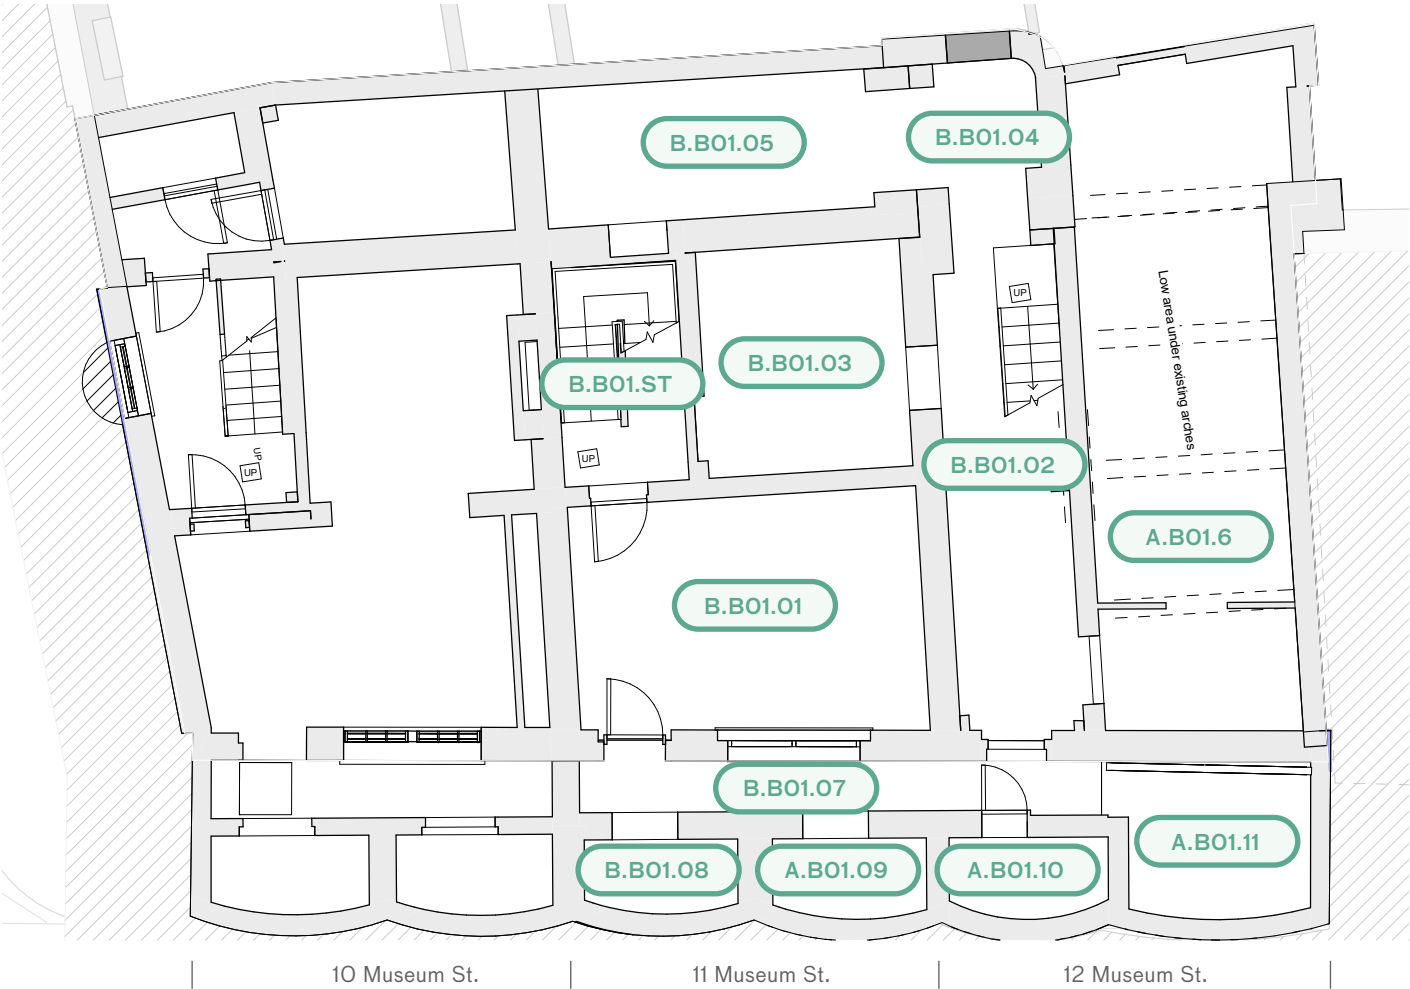 B.B01.05
B.B01.04
UP
B.B01.03
B.B01.ST
Low area under existing arches
UP
UP
UP
B.B01.02
A.B01.6
B.B01.01
B.B01.07
A.B01.11
B.B01.08
A.B01.09
A.B01.10
10 Museum St.
11 Museum St.
12 Museum St.